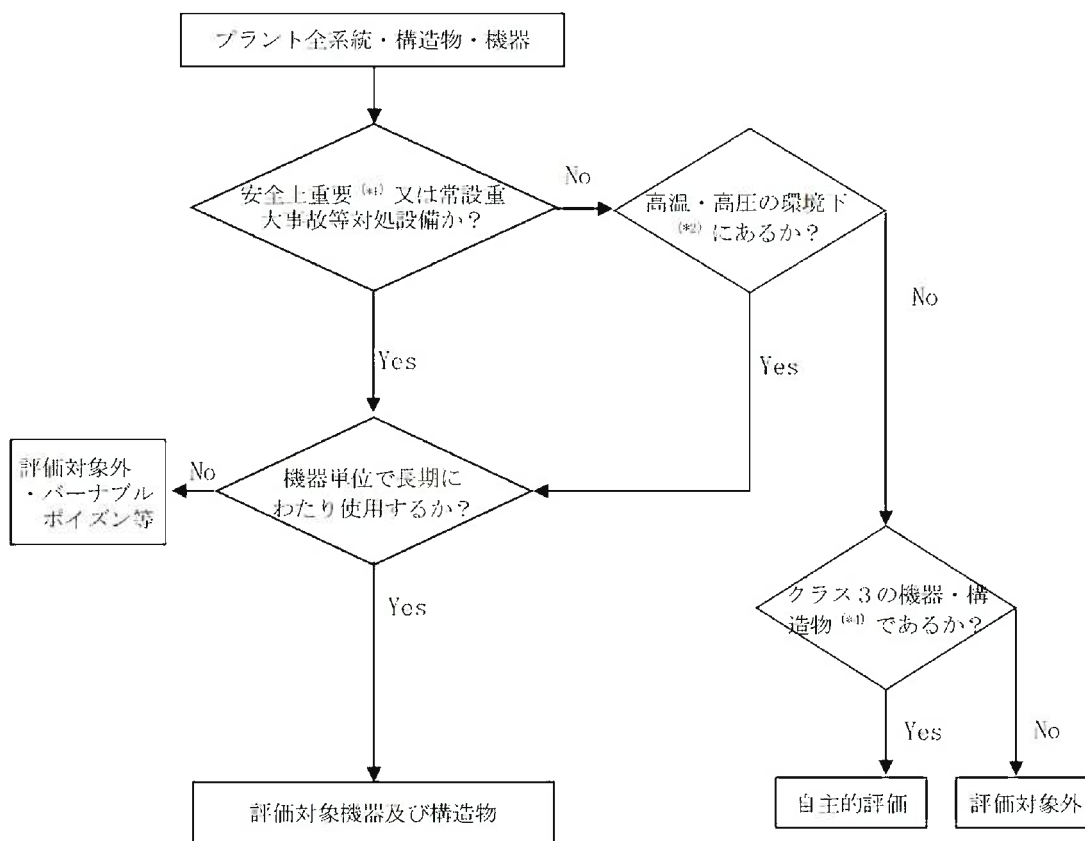 プラント全系統・構造物・機器
安全上重要(*1)又は常設重
大事故等対処設備か？
No
高温・高圧の環境下
(*2)にあるか？
No
Yes
Yes
評価対象外
・バーナブル
ポイズン等
No
機器単位で長期に
わたり使用するか？
Yes
クラス３の機器・構
造物(*1)であるか？
Yes
No
評価対象機器及び構造物
自主的評価
評価対象外